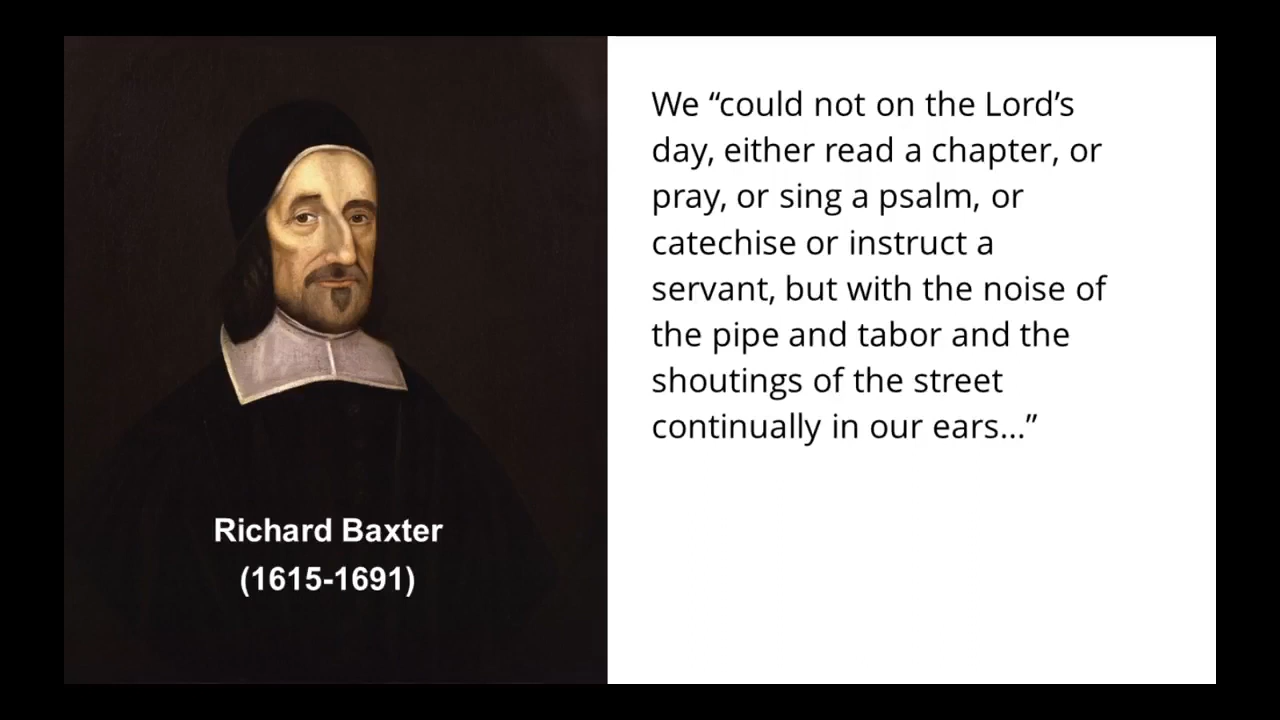 We “could not on the Lord’s
day, either read a chapter, or
pray, or sing a psalm, or
catechise or instruct a
servant, but with the noise of
the pipe and tabor and the
shoutings of the street
continually in our ears...”
Richard Baxter
(1615-1691)